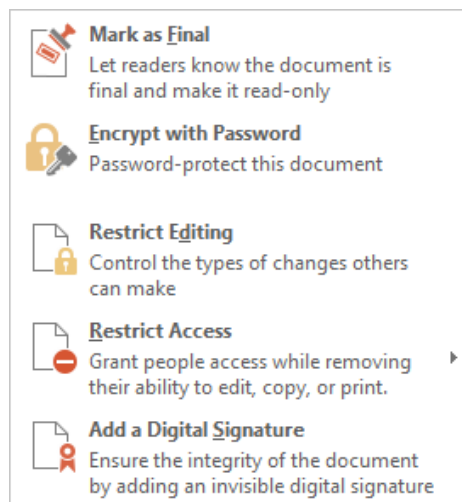 Mark as Final
Let readers know the document is
final and make it read-only
Encrypt with Password
Password-protect this document
Restrict Editing
Control the types of changes others
can make
Restrict Access
Grant people access while removing
their ability to edit, copy, or print.
Add a Digital Signature
Ensure the integrity of the document
by adding an invisible digital signature